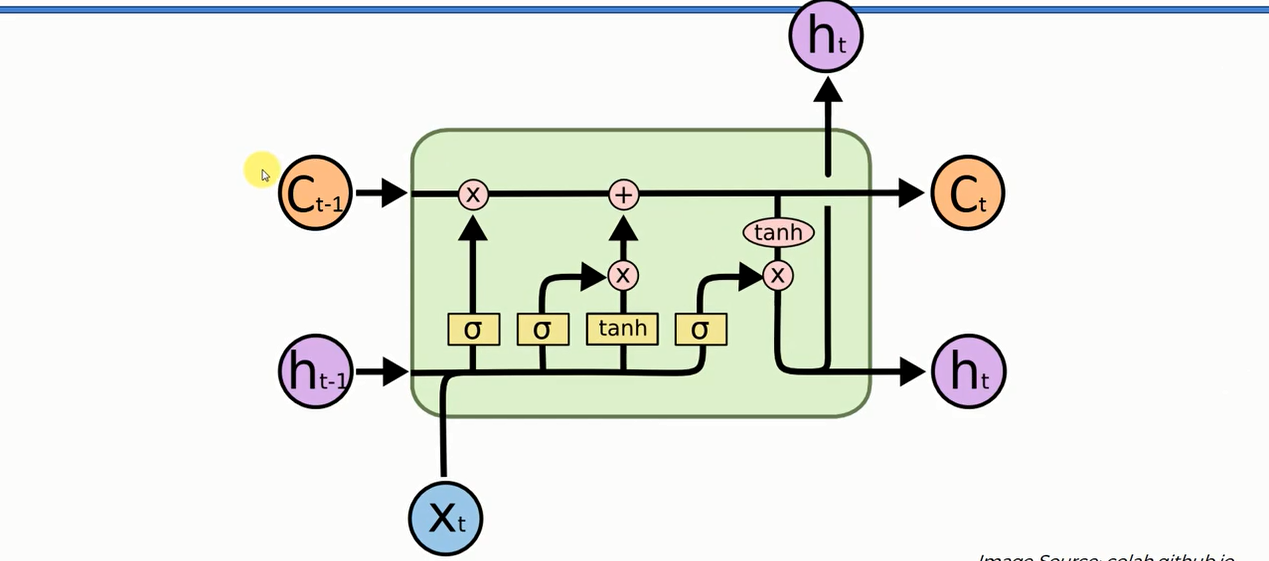 ht
Ct-1
x
+
Ct
tanh
x
x
σ
σ
tanh
σ
ht-1
ht
xt
Image Source: colah.github.io